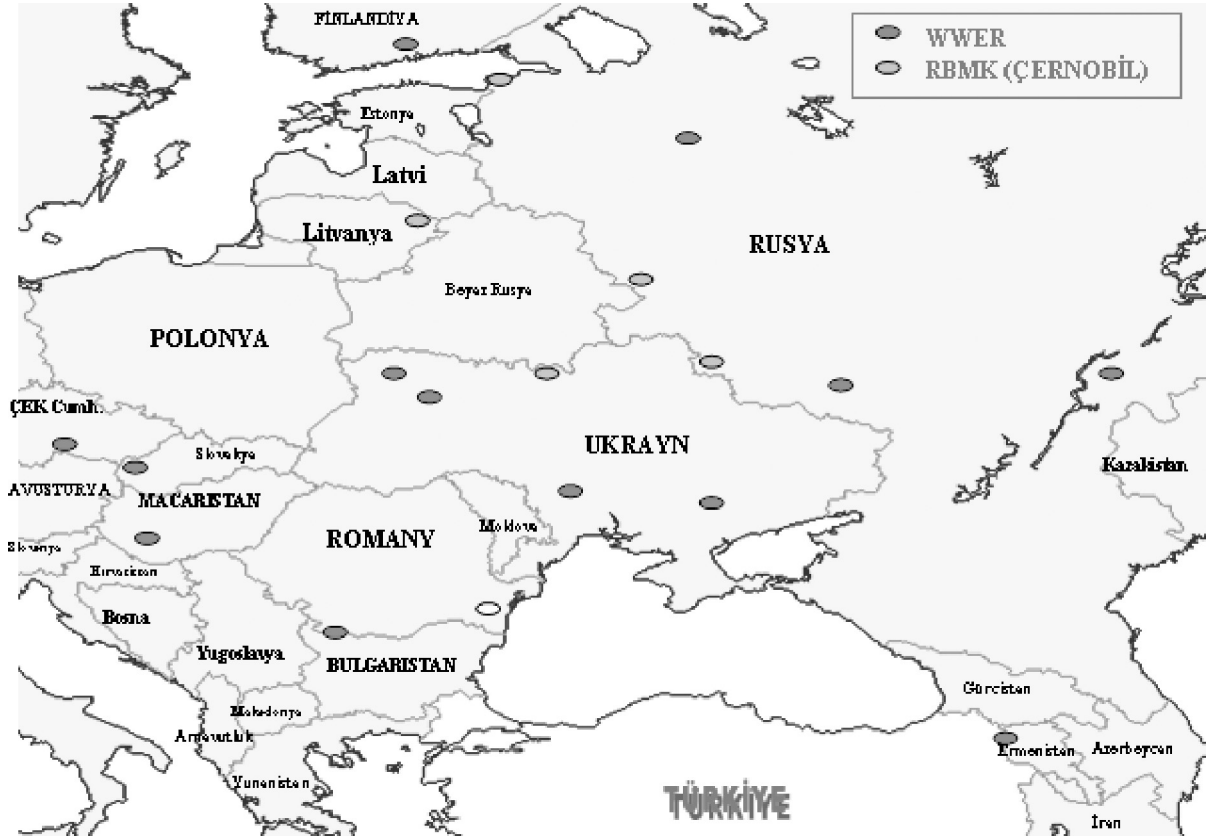 FİNLANDİYA
WWER
RBMK (ÇERNOBİL)
Estonya
Latvi
Litvanya
RUSYA
Beyaz Rusya
POLONYA
ÇEK Cumh.
Slovakya
UKRAYN
Kazakistan
AVUSTURYA
MACARISTAN
Moldova
ROMANY
Slovenya
Hırvatistan
Bosna
Yugoslavya
BULGARISTAN
Gürcistan
Makedonya
Arnavutluk
Ermenistan
Azerbeycan
Yunanistan
TÜRKİYE
İran